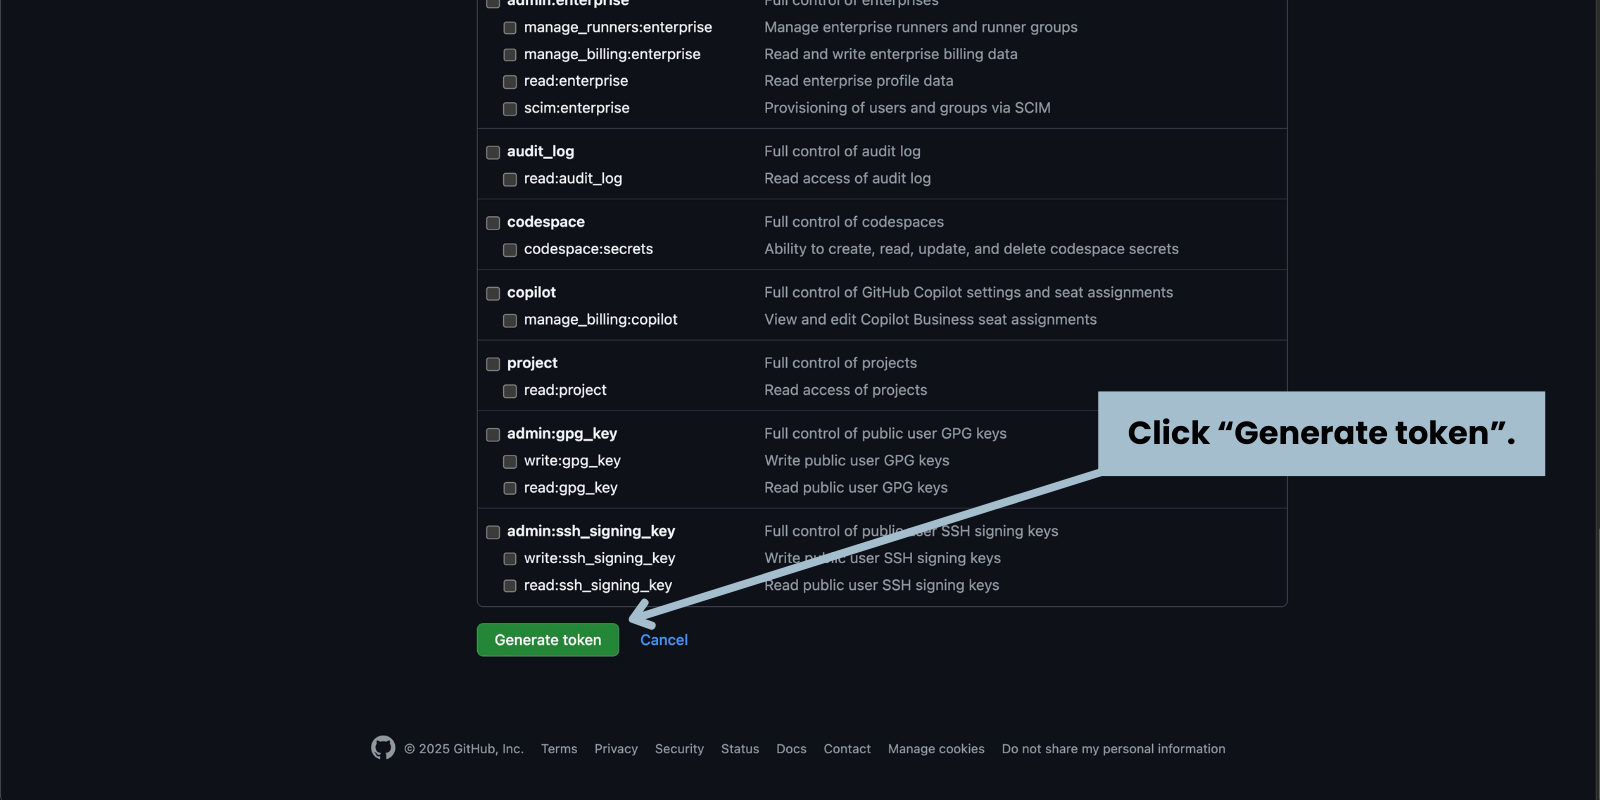 admin:enterprise Full control of enterprises
manage_runners:enterprise Manage enterprise runners and runner groups
manage_billing:enterprise Read and write enterprise billing data
read:enterprise Read enterprise profile data
scim:enterprise Provisioning of users and groups via SCIM
audit_log Full control of audit log
read:audit_log Read access of audit log
codespace Full control of codespaces
codespace:secrets Ability to create, read, update, and delete codespace secrets
copilot Full control of GitHub Copilot settings and seat assignments
manage_billing:copilot View and edit Copilot Business seat assignments
project Full control of projects
read:project Read access of projects
admin:gpg_key Full control of public user GPG keys
write:gpg_key Write public user GPG keys
read:gpg_key Read public user GPG keys
admin:ssh_signing_key Full control of public user SSH signing keys
write:ssh_signing_key Write public user SSH signing keys
read:ssh_signing_key Read public user SSH signing keys
Click “Generate token”.
Generate token Cancel
© 2025 GitHub, Inc. Terms Privacy Security Status Docs Contact Manage cookies Do not share my personal information